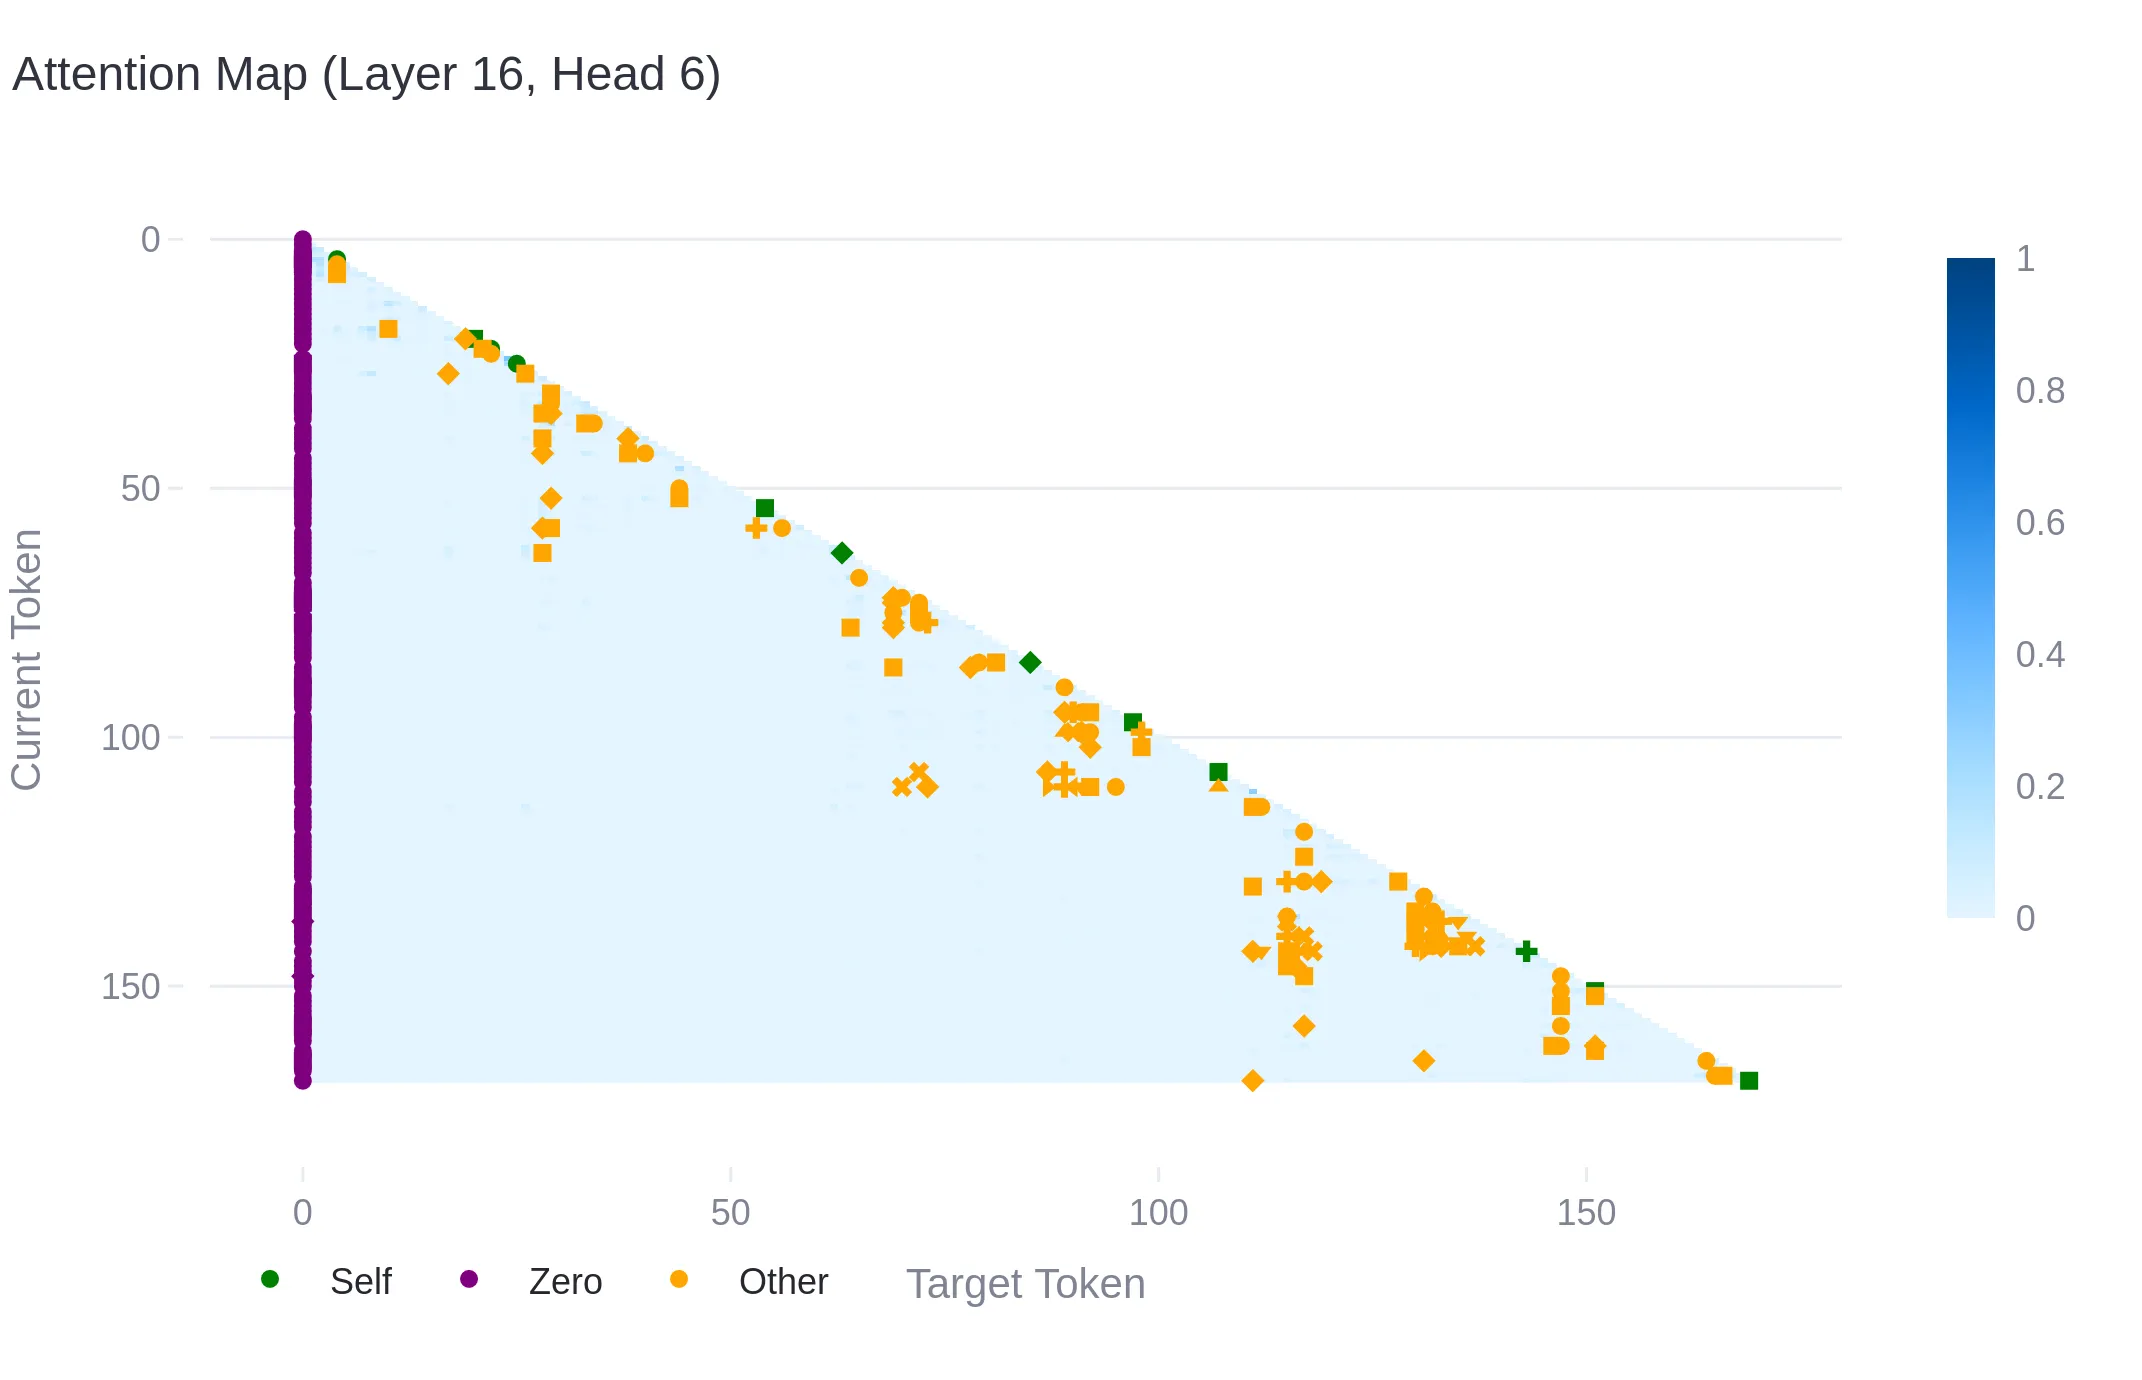 Attention Map (Layer 16, Head 6)
0
50
100
150
Current Token
1
0.8
0.6
0.4
0.2
0
0 50 100 150
Self Zero Other Target Token